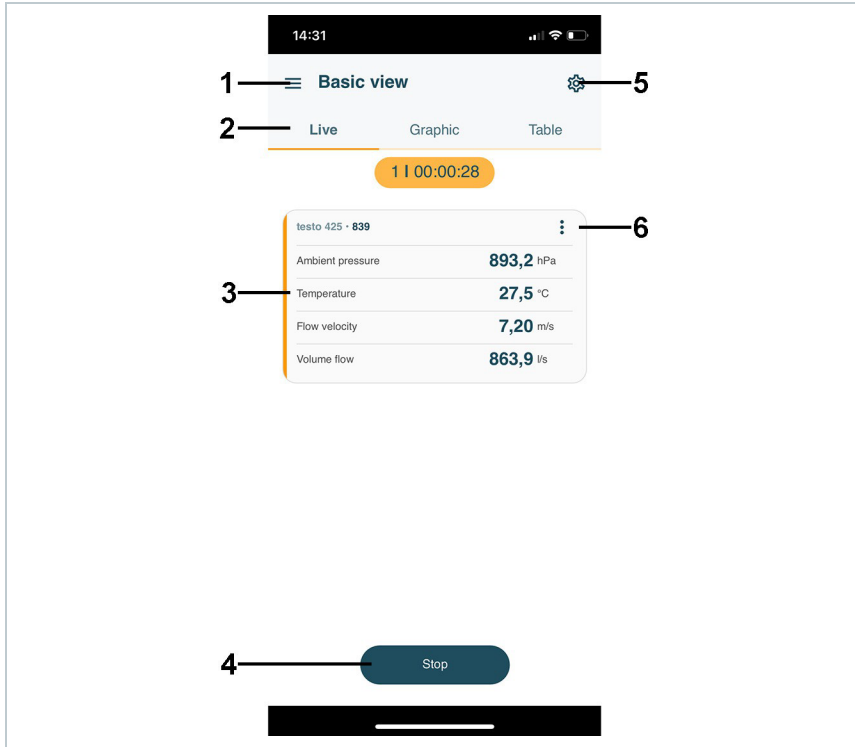 14:31
1 Basic view 5
2 Live Graphic Table
1 | 00:00:28
testo 425 • 839 6
Ambient pressure 893,2 hPa
3 Temperature 27,5 °C
Flow velocity 7,20 m/s
Volume flow 863,9 l/s
4 Stop